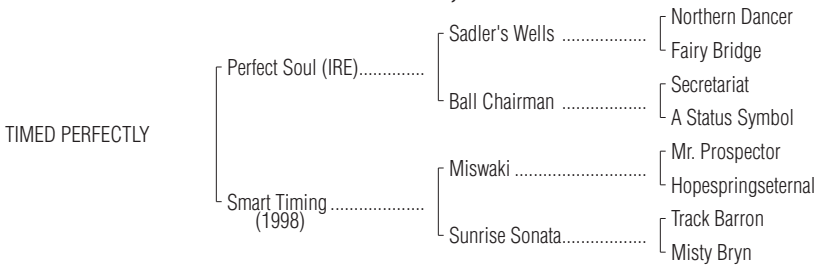 Northern Dancer
Sadler's Wells ..................
Fairy Bridge
Perfect Soul (IRE)..............
Secretariat
Ball Chairman ..................
A Status Symbol
TIMED PERFECTLY
Mr. Prospector
Miswaki ............................
Hopespringseternal
Smart Timing ....................
(1998)
Track Barron
Sunrise Sonata..................
Misty Bryn